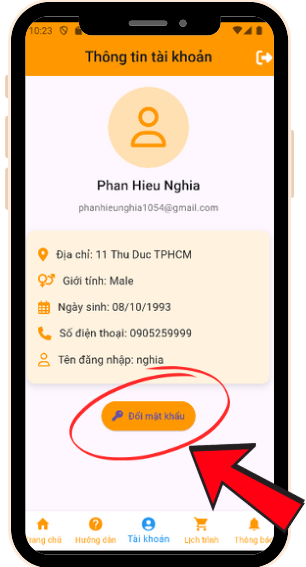 10:23
Thông tin tài khoản
Phan Hieu Nghia
phanhieunghia1054@gmail.com
Địa chỉ: 11 Thu Duc TPHCM
Giới tính: Male
Ngày sinh: 08/10/1993
Số điện thoại: 0905259999
Tên đăng nhập: nghia
Đổi mật khẩu
rang chủ Hướng dẫn Tài khoản Lịch trình Thông báo